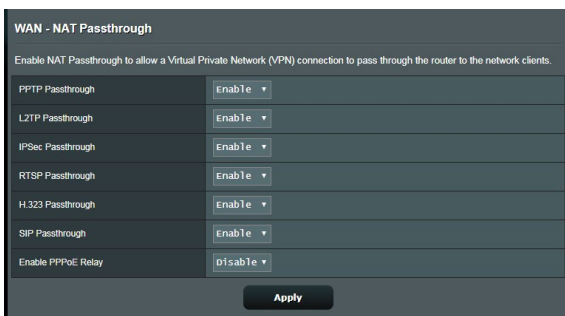 WAN - NAT Passthrough
Enable NAT Passthrough to allow a Virtual Private Network (VPN) connection to pass through the router to the network clients.
PPTP Passthrough Enable
L2TP Passthrough Enable
IPSec Passthrough Enable
RTSP Passthrough Enable
H.323 Passthrough Enable
SIP Passthrough Enable
Enable PPPoE Relay Disable
Apply